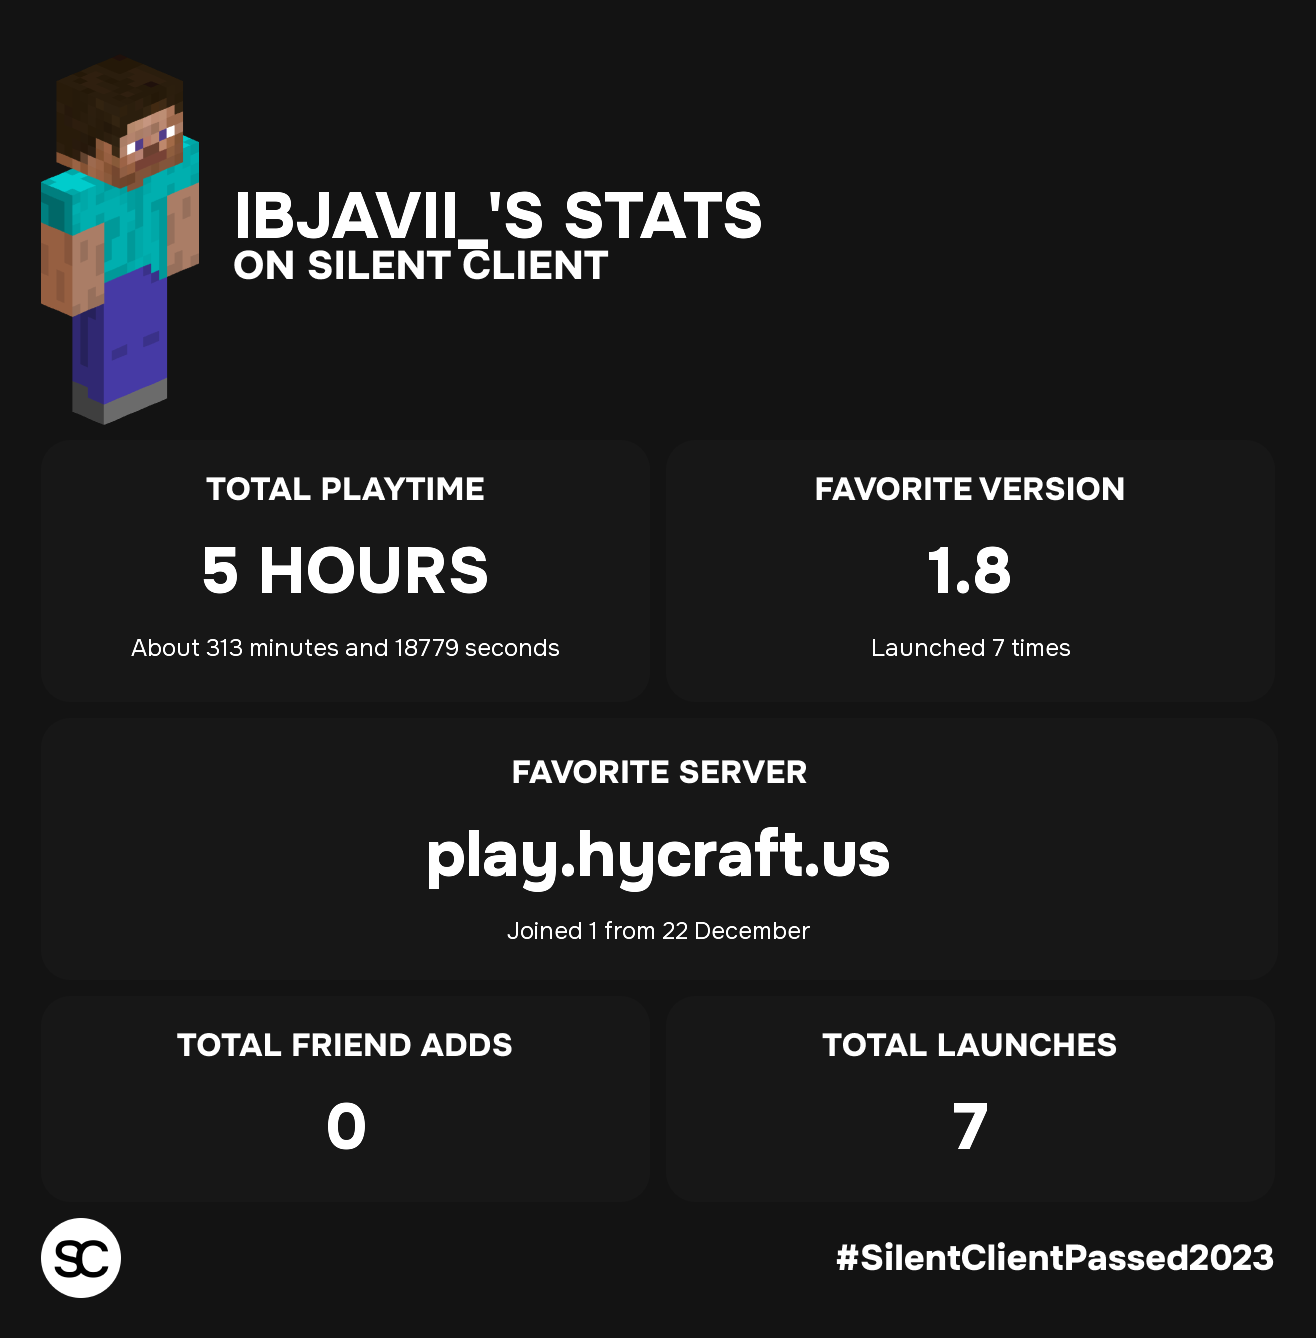 IBJAVII_'S STATS
ON SILENT CLIENT
TOTAL PLAYTIME
5 HOURS
About 313 minutes and 18779 seconds
FAVORITE VERSION
1.8
Launched 7 times
FAVORITE SERVER
play.hycraft.us
Joined 1 from 22 December
TOTAL FRIEND ADDS
0
TOTAL LAUNCHES
7
SC
#SilentClientPassed2023